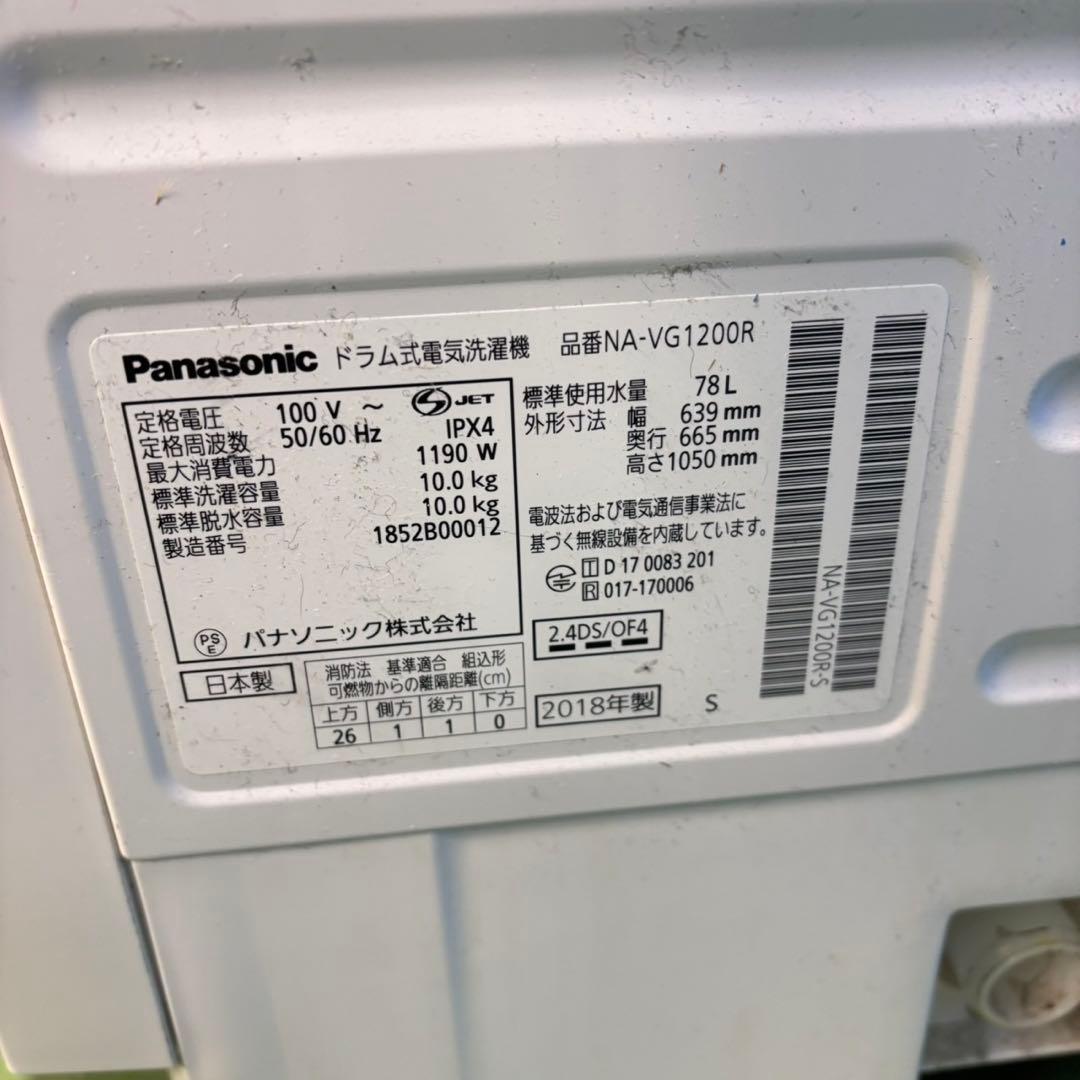 Panasonic ドラム式電気洗濯機 品番NA-VG1200R
定格電圧 100 V ~ JET
定格周波数 50/60 Hz IPX4
最大消費電力 1190 W
標準洗濯容量 10.0 kg
標準脱水容量 10.0 kg
製造番号 1852B00012
PSE パナソニック株式会社
標準使用水量 78L
外形寸法 幅 639 mm
奥行 665 mm
高さ1050 mm
電波法および電気通信事業法に
基づく無線設備を内蔵しています。
T D 17 0083 201
R 017-170006
2.4DS/OF4
日本製
消防法 基準適合 組込形
可燃物からの離隔距離(cm)
上方 側方 後方 下方
26 1 1 0
2018年製 S
NA-VG1200R-S